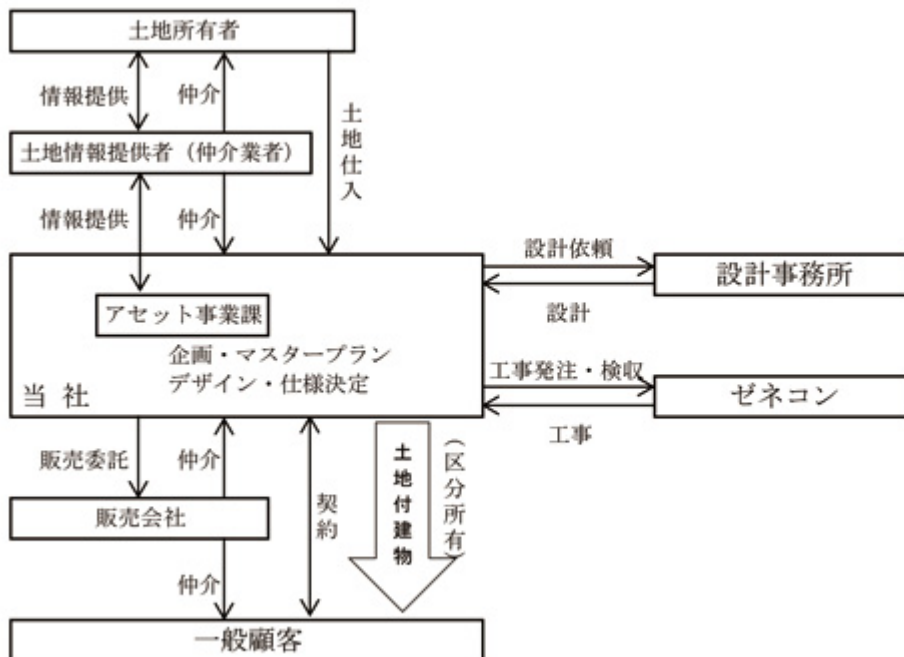 土地所有者
情報提供
仲介
土地仕入
土地情報提供者（仲介業者）
情報提供
仲介
設計依頼
設計事務所
設計
アセット事業課
企画・マスタープラン
デザイン・仕様決定
当 社
工事発注・検収
ゼネコン
工事
販売委託
仲介
契約
土地付建物
（区分所有）
販売会社
仲介
一般顧客